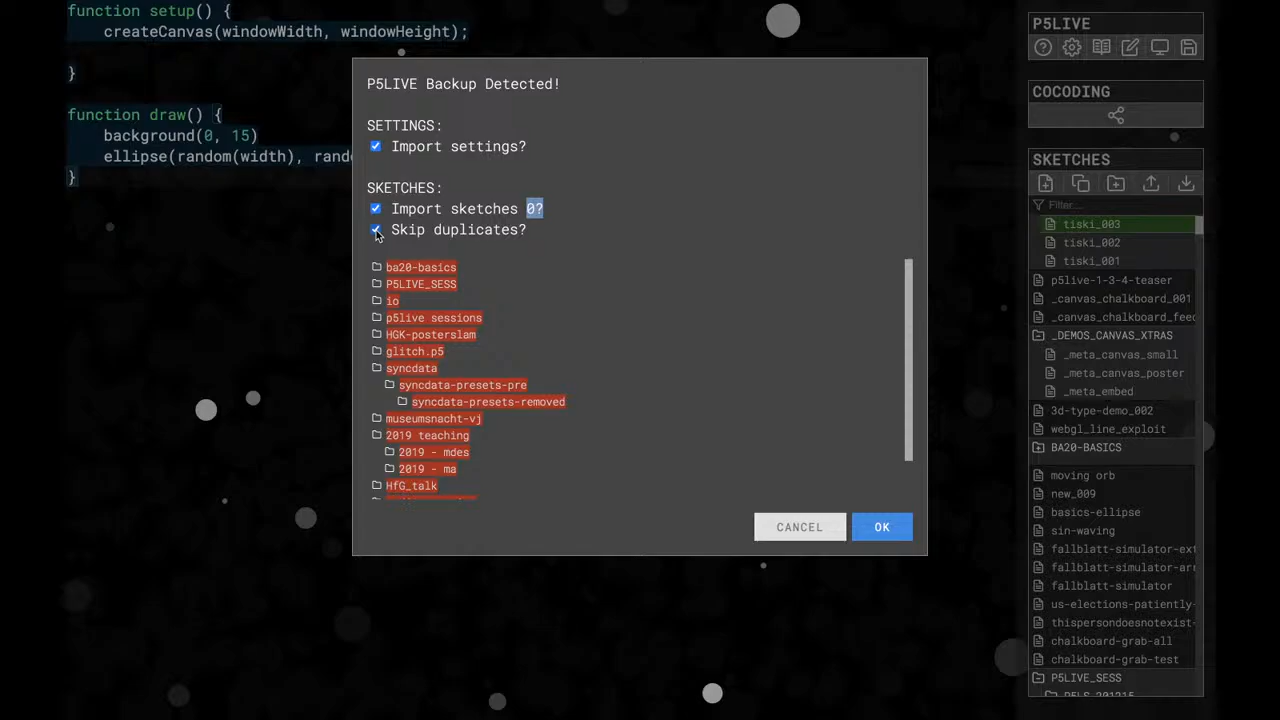 function setup() {
createCanvas(windowWidth, windowHeight);
}
function draw() {
background(0, 15)
ellipse(random(width),
}
P5LIVE Backup Detected!
SETTINGS:
Import settings?
SKETCHES:
Import sketches 0?
Skip duplicates?
ba20-basics
P5LIVE_SESS
io
p5live sessions
HGK-posterslam
glitch.p5
syncdata
syncdata-presets-pre
syncdata-presets-removed
museumsnacht-vj
2019 teaching
2019 - mdes
2019 - ma
HfG_talk
CANCEL
OK
P5LIVE
COCODING
SKETCHES
Filter...
tiski_003
tiski_002
tiski_001
p5live-1-3-4-teaser
_canvas_chalkboard_001
_canvas_chalkboard_feed
_DEMOS_CANVAS_XTRAS
_meta_canvas_small
_meta_canvas_poster
_meta_embed
3d-type-demo_002
webgl_line_exploit
BA20-BASICS
moving orb
new_009
basics-ellipse
sin-waving
fallblatt-simulator-ext
fallblatt-simulator-arr
fallblatt-simulator
us-elections-patiently-
thispersondoesnotexist-
chalkboard-grab-all
chalkboard-grab-test
P5LIVE_SESS
P5LS_201215